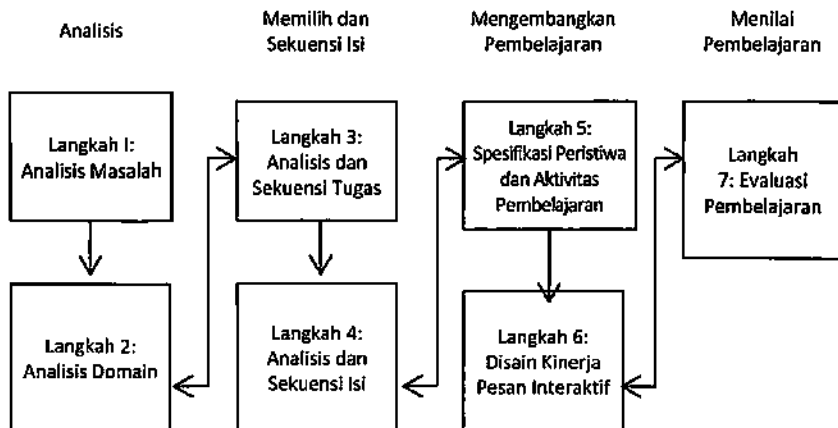 Analisis
Memilih dan
Sekuensi Isi
Mengembangkan
Pembelajaran
Menilai
Pembelajaran
Langkah I:
Analisis Masalah
Langkah 2:
Analisis Domain
Langkah 3:
Analisis dan
Sekuensi Tugas
Langkah 4:
Analisis dan
Sekuensi Isi
Langkah 5:
Spesifikasi Peristiwa
dan Aktivitas
Pembelajaran
Langkah 6:
Disain Kinerja
Pesan Interaktif
Langkah
7: Evaluasi
Pembelajaran